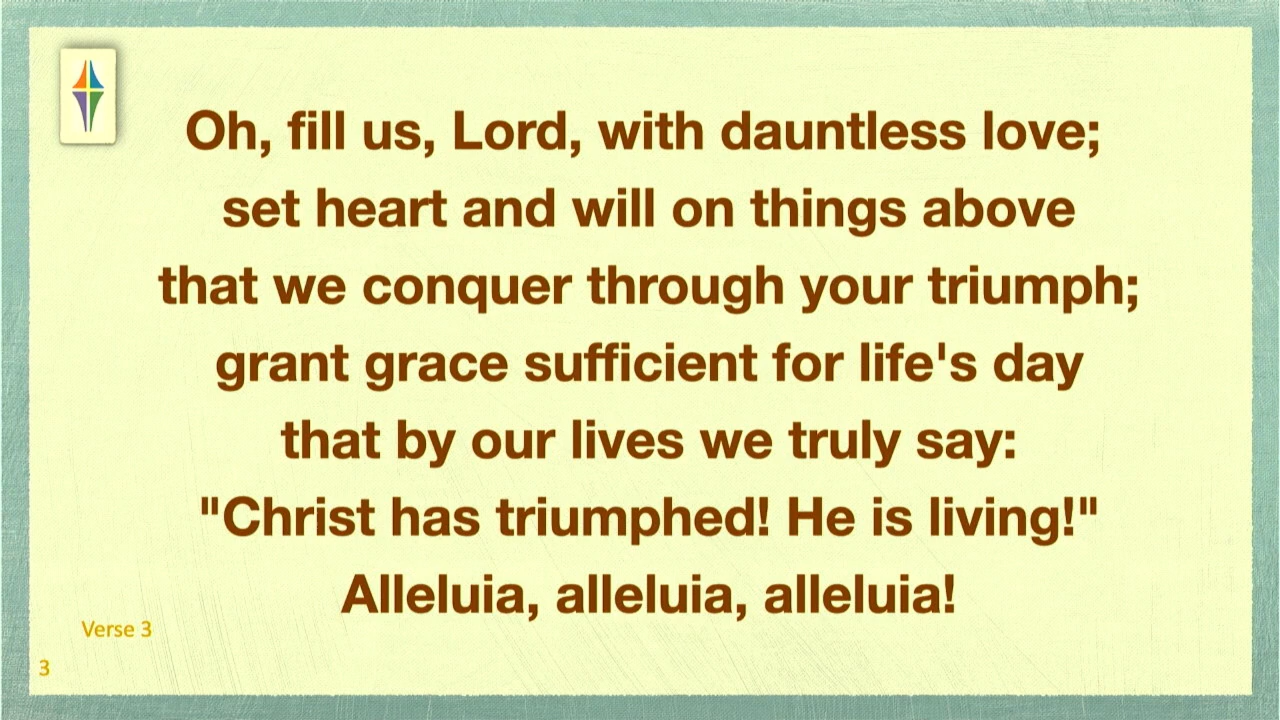 Oh, fill us, Lord, with dauntless love;
set heart and will on things above
that we conquer through your triumph;
grant grace sufficient for life's day
that by our lives we truly say:
"Christ has triumphed! He is living!"
Alleluia, alleluia, alleluia!
Verse 3
3